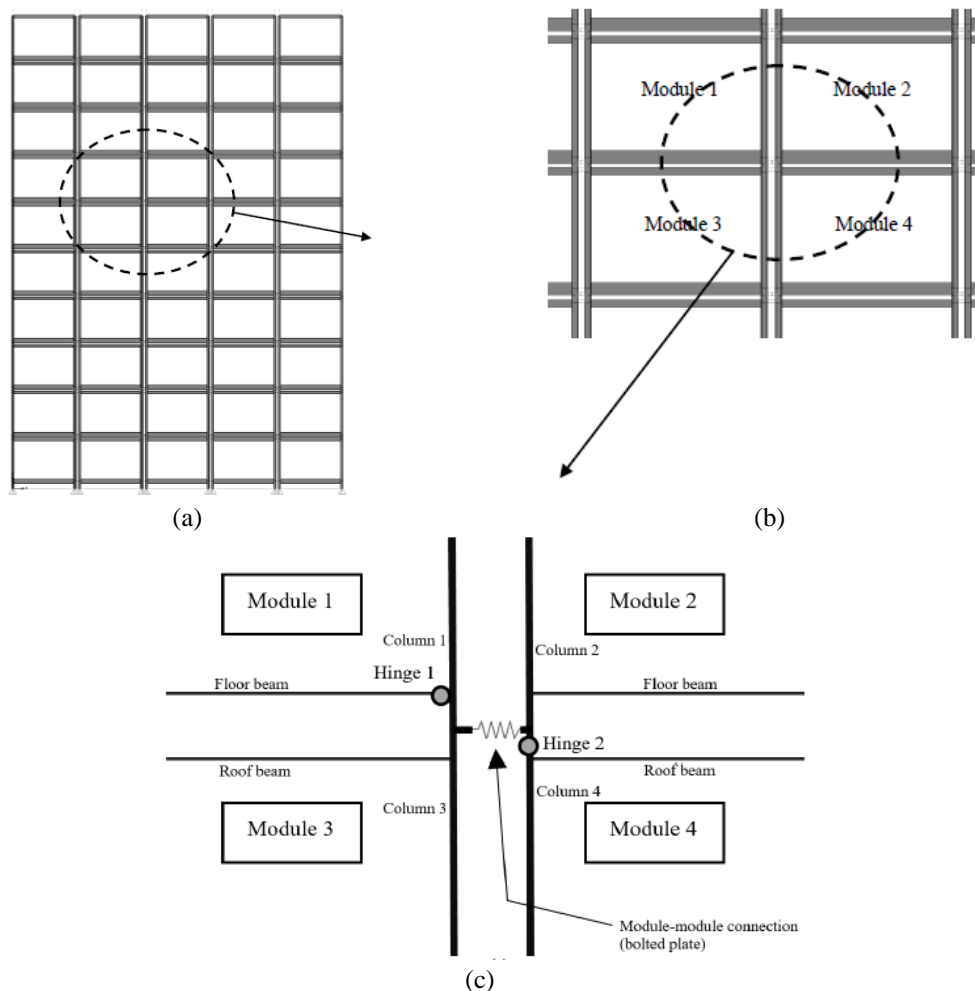 Module 1
Module 2
Module 3
Module 4
(a)
(b)
Module 1
Module 2
Column 1
Column 2
Hinge 1
Floor beam
Floor beam
Hinge 2
Roof beam
Roof beam
Column 3
Column 4
Module 3
Module 4
Module-module connection
(bolted plate)
(c)